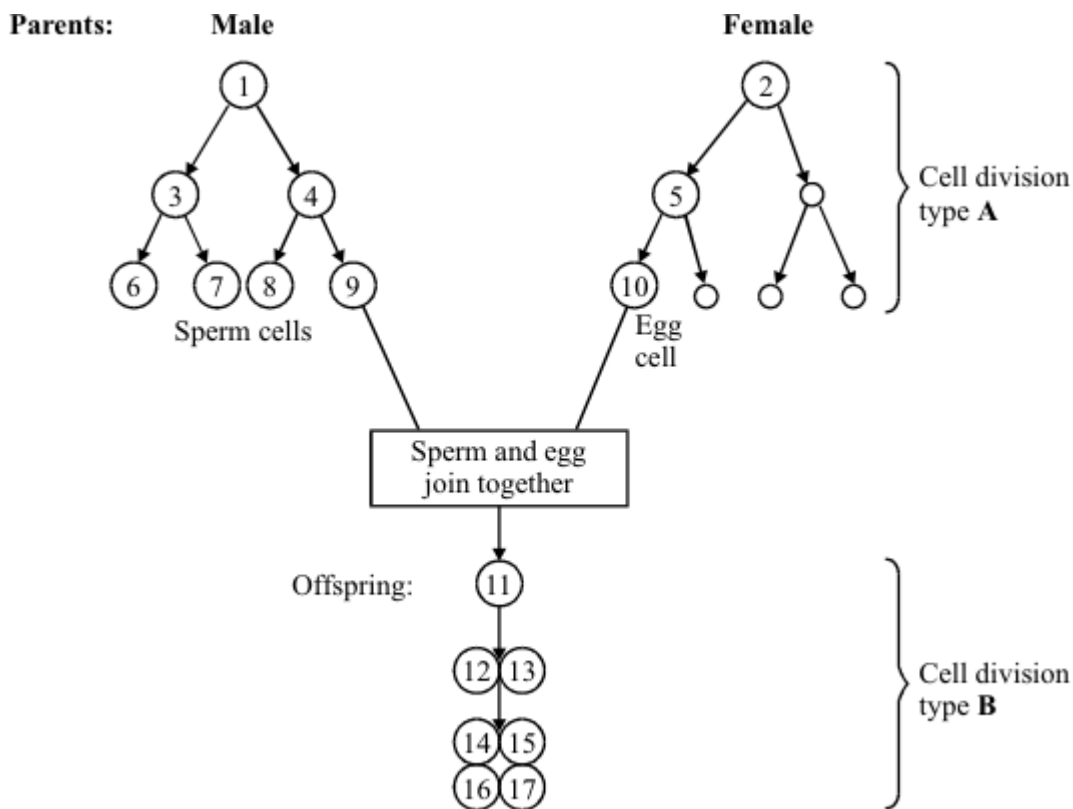 Parents: Male Female
1 2
3 4 5
Cell division
type A
6 7 8 9 10
Sperm cells
Egg
cell
Sperm and egg
join together
Offspring: 11
12 13
Cell division
type B
14 15
16 17